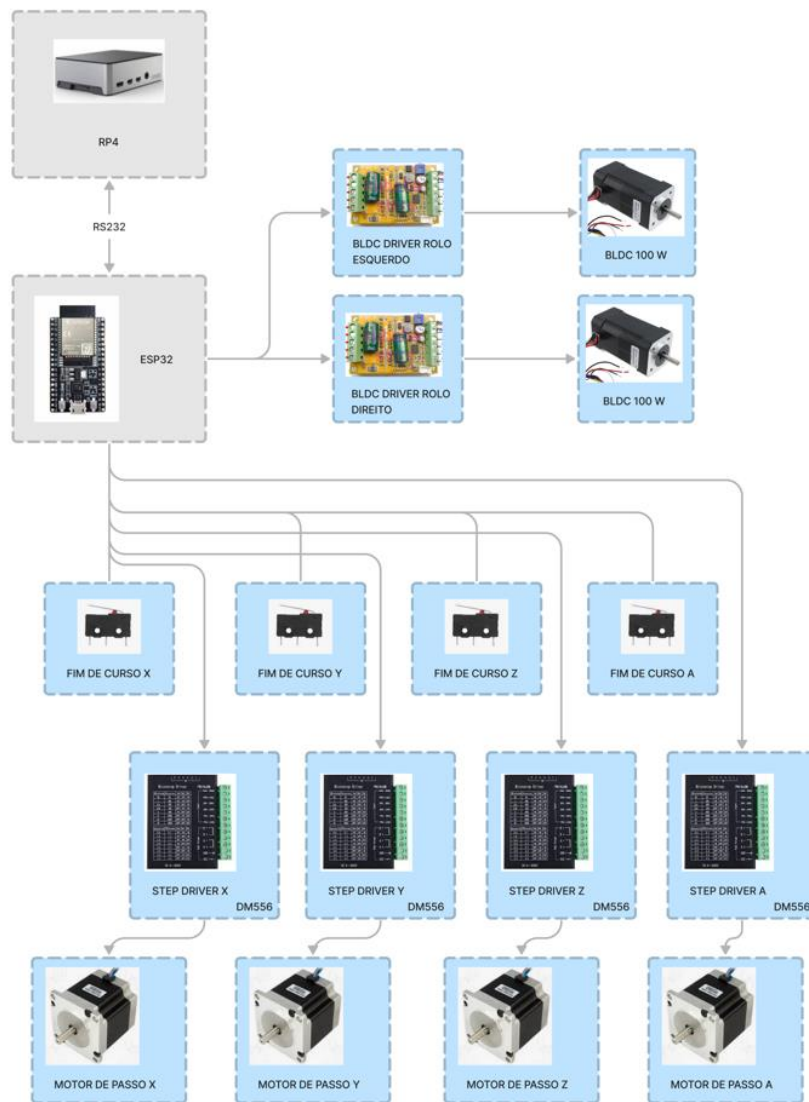 RP4
RS232
ESP32
BLDC DRIVER ROLO
ESQUERDO
BLDC 100 W
BLDC DRIVER ROLO
DIREITO
BLDC 100 W
FIM DE CURSO X
FIM DE CURSO Y
FIM DE CURSO Z
FIM DE CURSO A
STEP DRIVER X
DM556
STEP DRIVER Y
DM556
STEP DRIVER Z
DM556
STEP DRIVER A
DM556
MOTOR DE PASSO X
MOTOR DE PASSO Y
MOTOR DE PASSO Z
MOTOR DE PASSO A